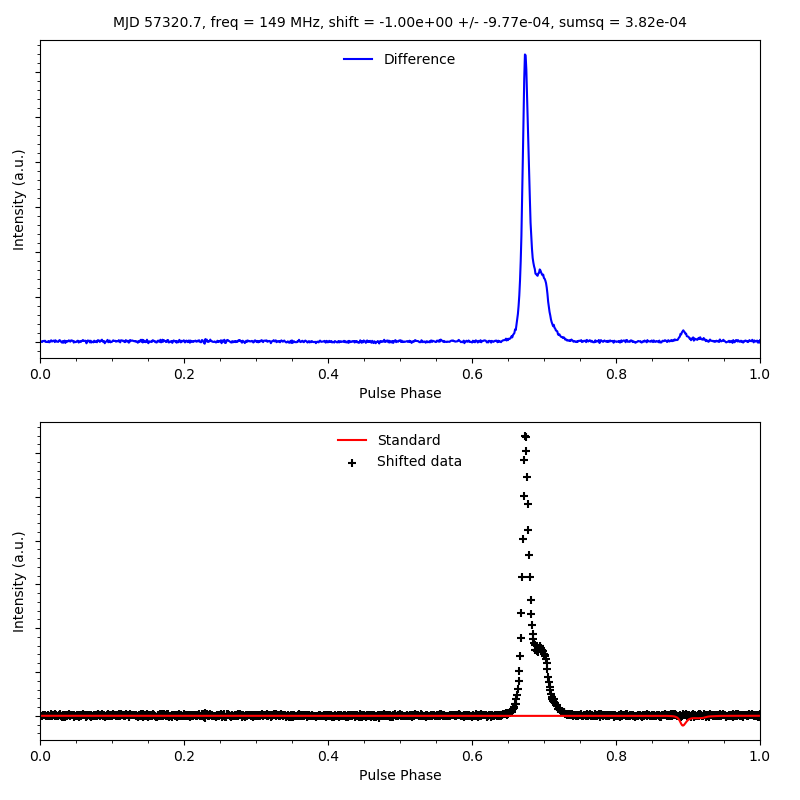 MJD 57320.7, freq = 149 MHz, shift = -1.00e+00 +/- -9.77e-04, sumsq = 3.82e-04
Difference
Intensity (a.u.)
0.0 0.2 0.4 0.6 0.8 1.0
Pulse Phase
Standard
Shifted data
Intensity (a.u.)
0.0 0.2 0.4 0.6 0.8 1.0
Pulse Phase